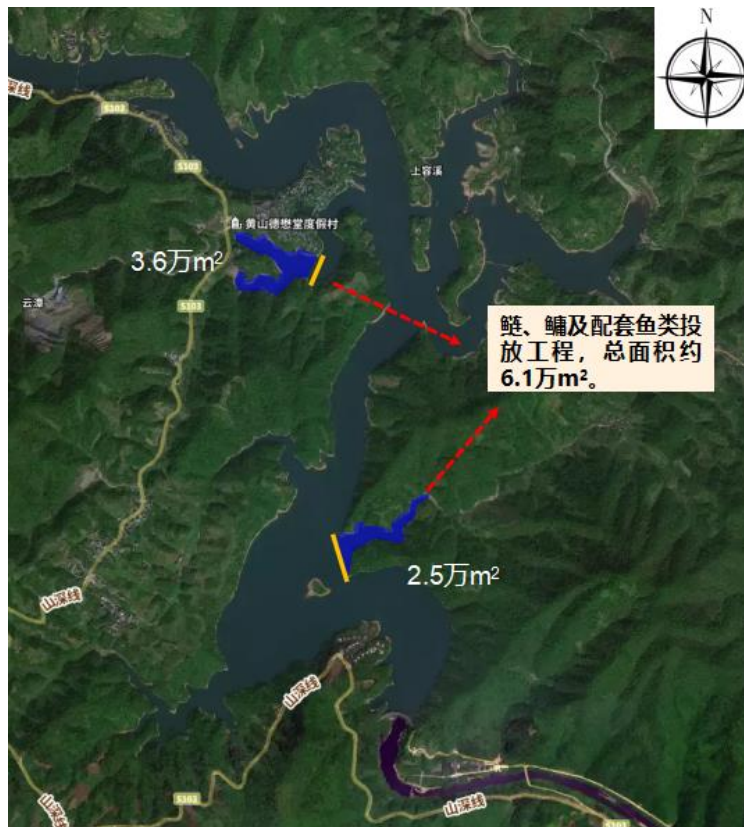 N
深线
S103
S103
上容溪
黄山德懋堂度假村
3.6万m²
云潭
S103
鲢、鳙及配套鱼类投
放工程，总面积约
6.1万m²。
2.5万m²
山深线
山深线
S103
山深线
山深线
S103